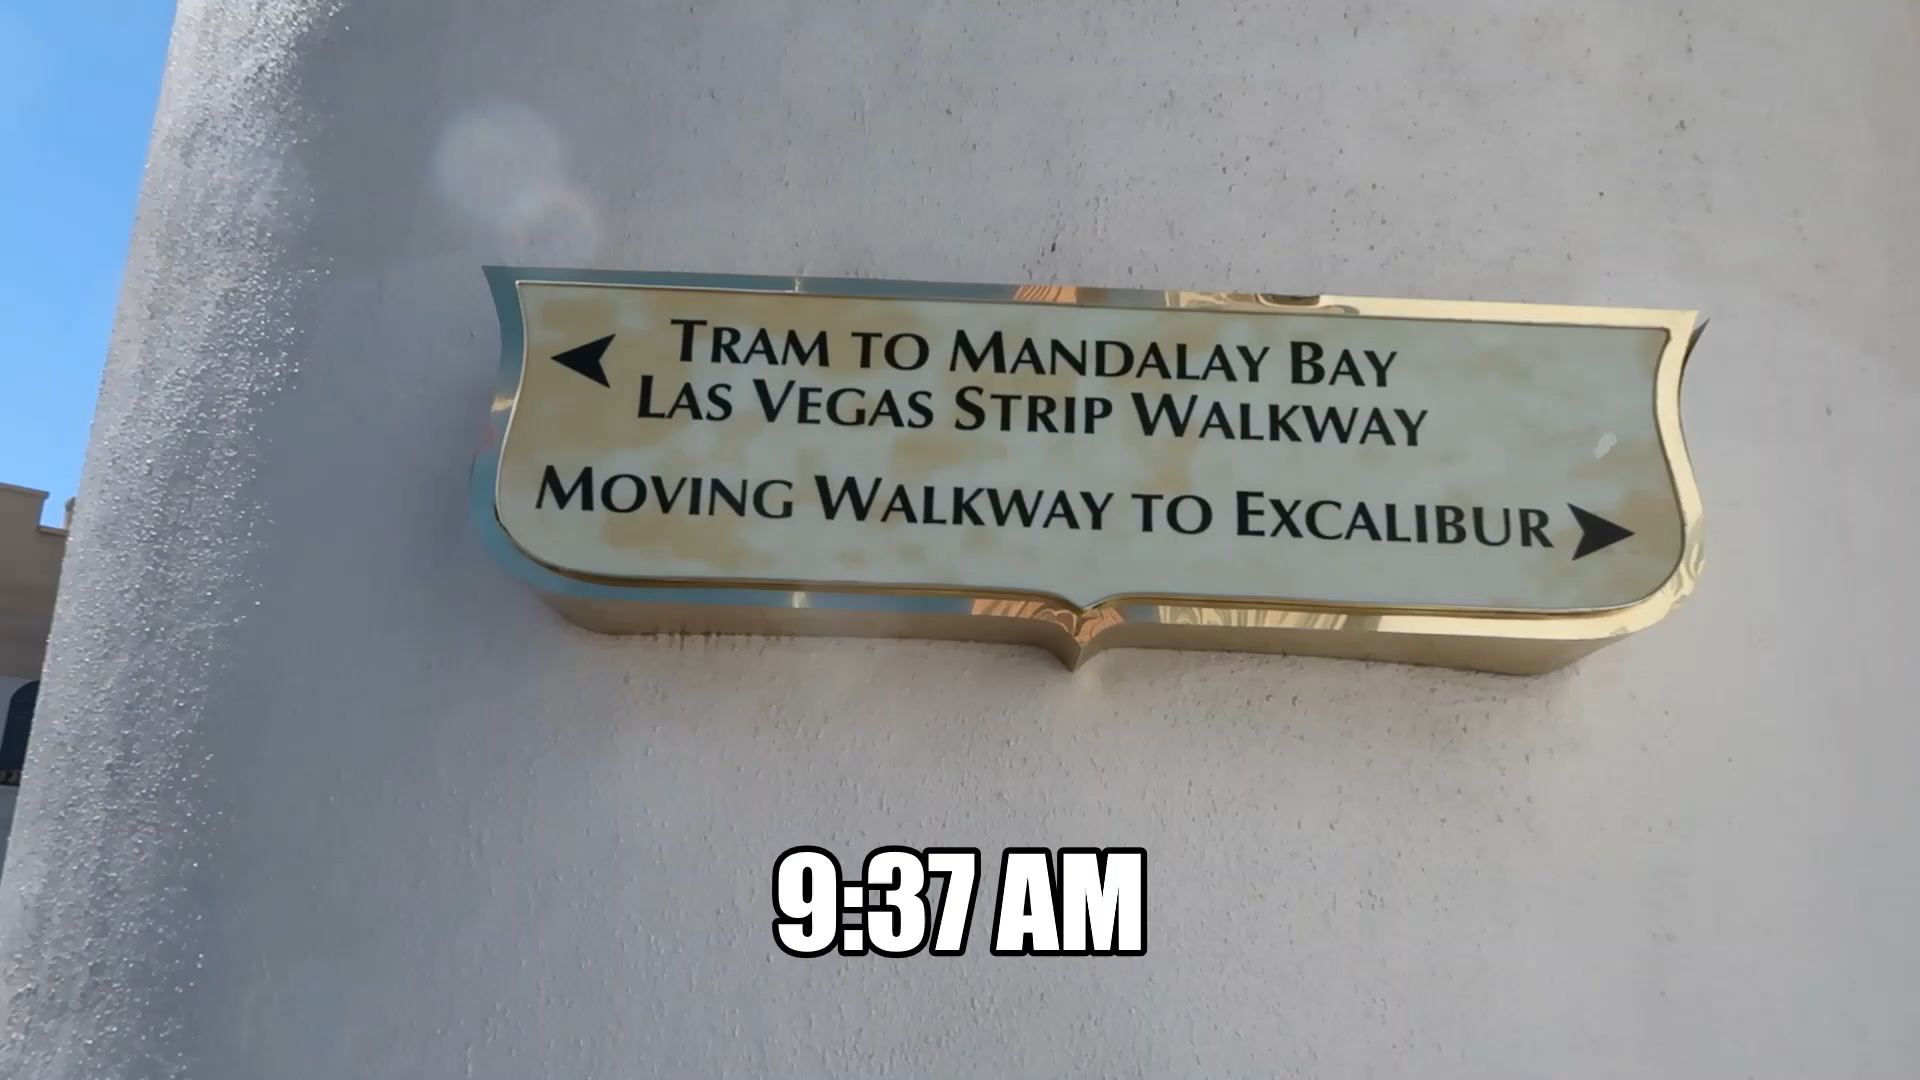 TRAM TO MANDALAY BAY
LAS VEGAS STRIP WALKWAY
MOVING WALKWAY TO EXCALIBUR
9:37 AM